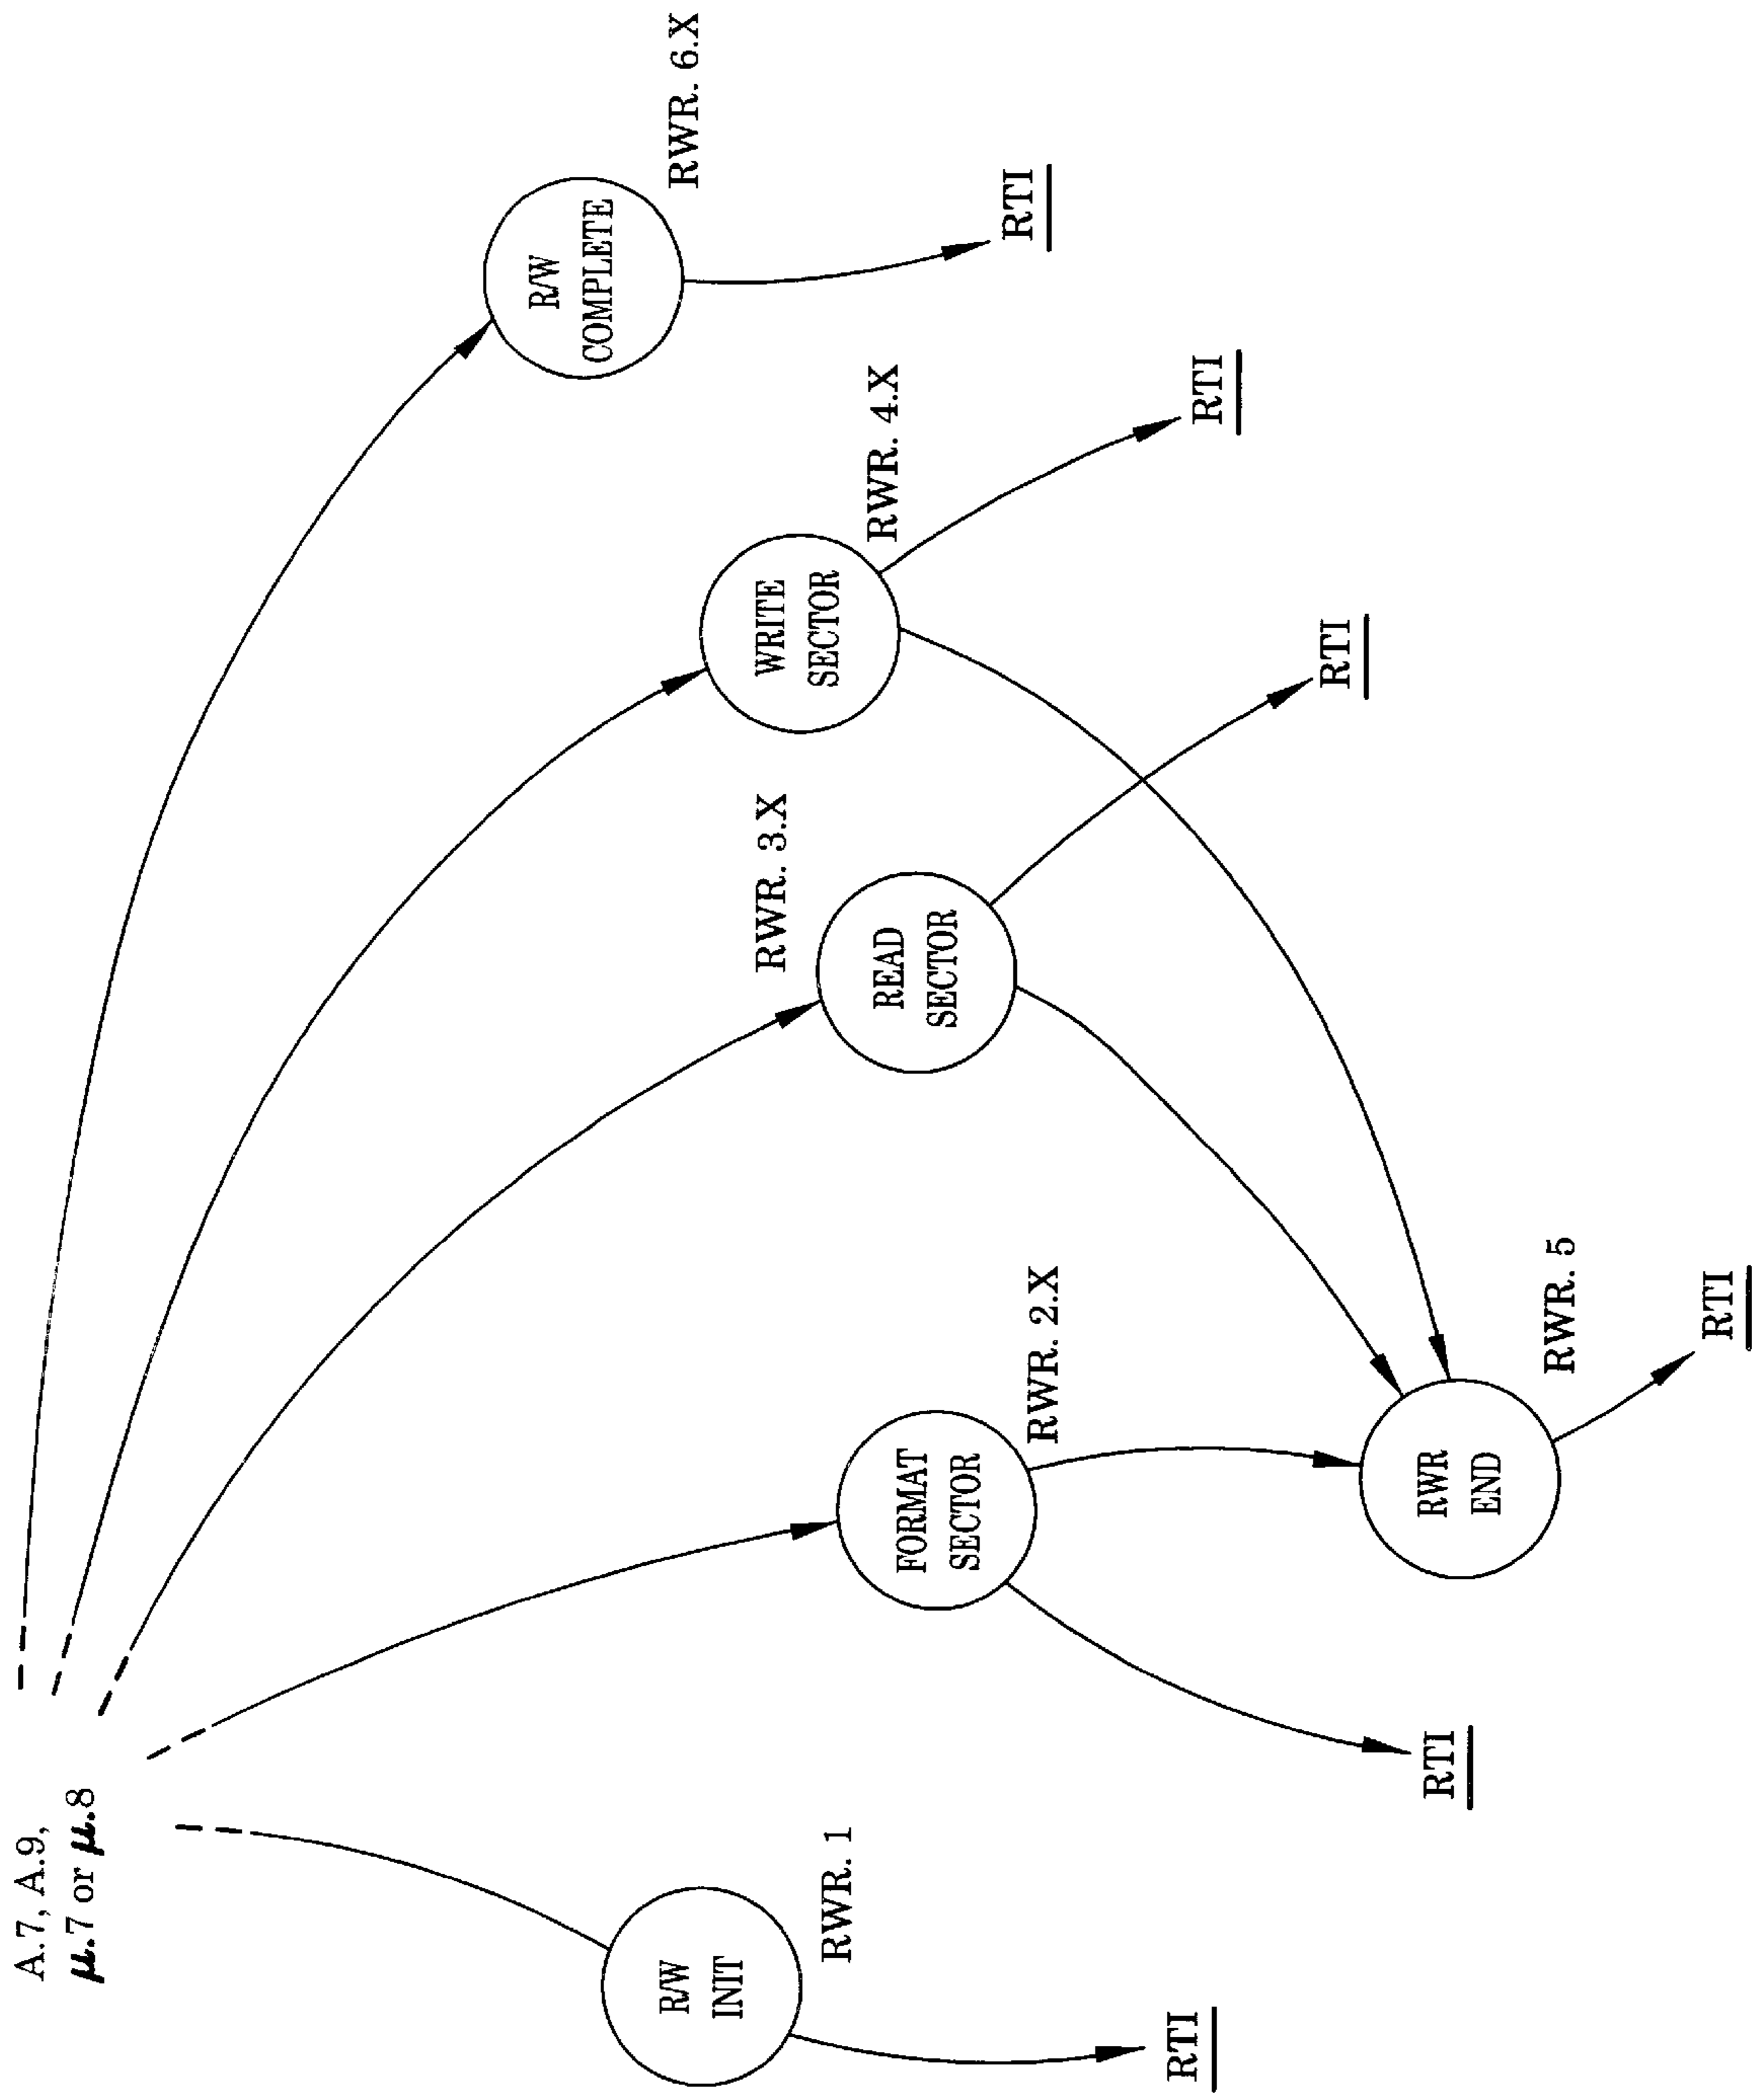 A.7, A.9,
μ.7 or μ.8
R/W
INIT
RWR. 1
RTI
FORMAT
SECTOR
RWR. 2.X
RTI
RWR
END
RWR. 5
RTI
READ
SECTOR
RWR. 3.X
RTI
WRITE
SECTOR
RWR. 4.X
RTI
R/W
COMPLETE
RWR. 6.X
RTI